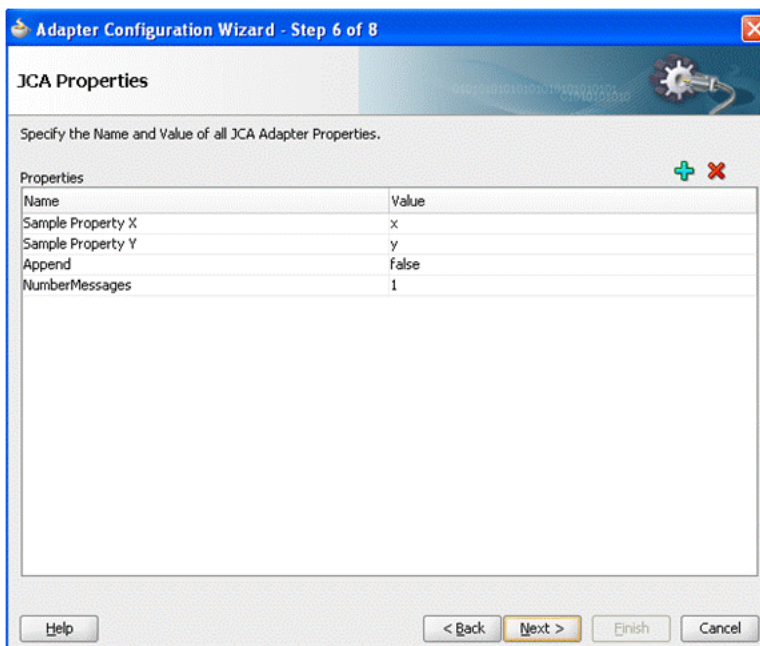 Adapter Configuration Wizard - Step 6 of 8
JCA Properties
Specify the Name and Value of all JCA Adapter Properties.
Properties
Name Value
Sample Property X x
Sample Property Y y
Append false
NumberMessages 1
Help < Back Next > Finish Cancel